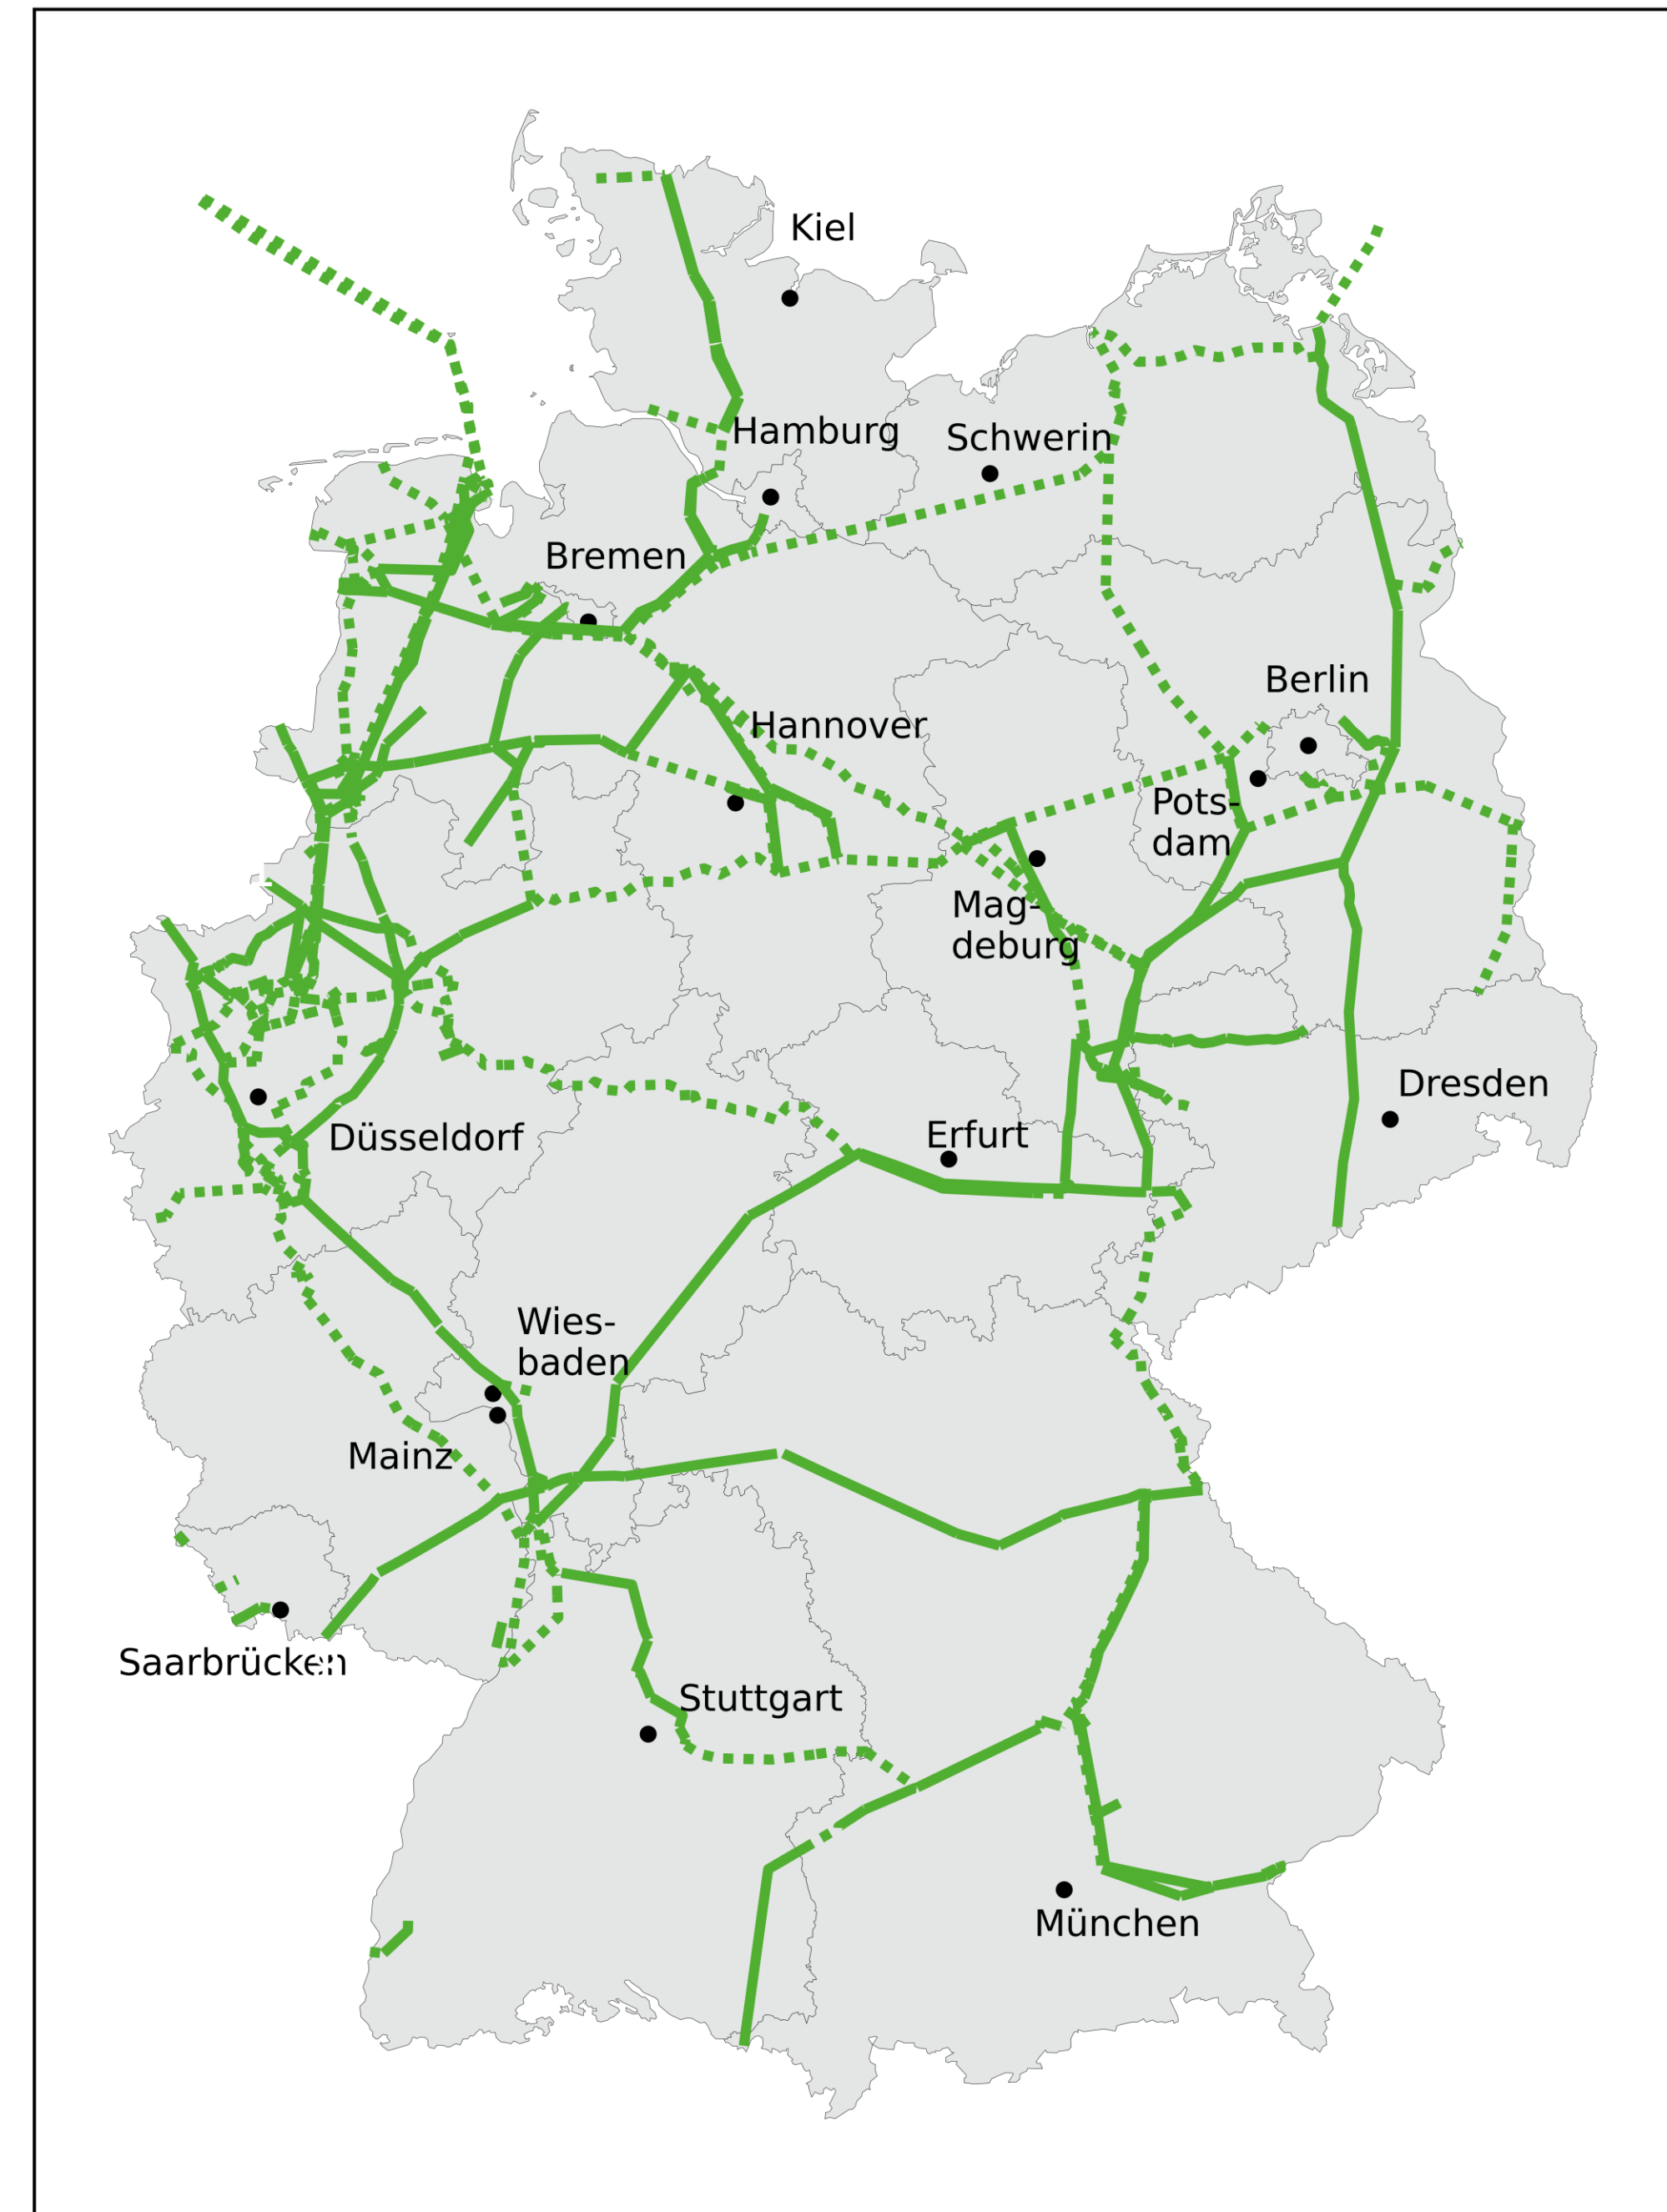 Kiel
Hamburg
Schwerin
Bremen
Berlin
Hannover
Pots-
dam
Mag-
deburg
Dresden
Düsseldorf
Erfurt
Wies-
baden
Mainz
Saarbrücken
Stuttgart
München